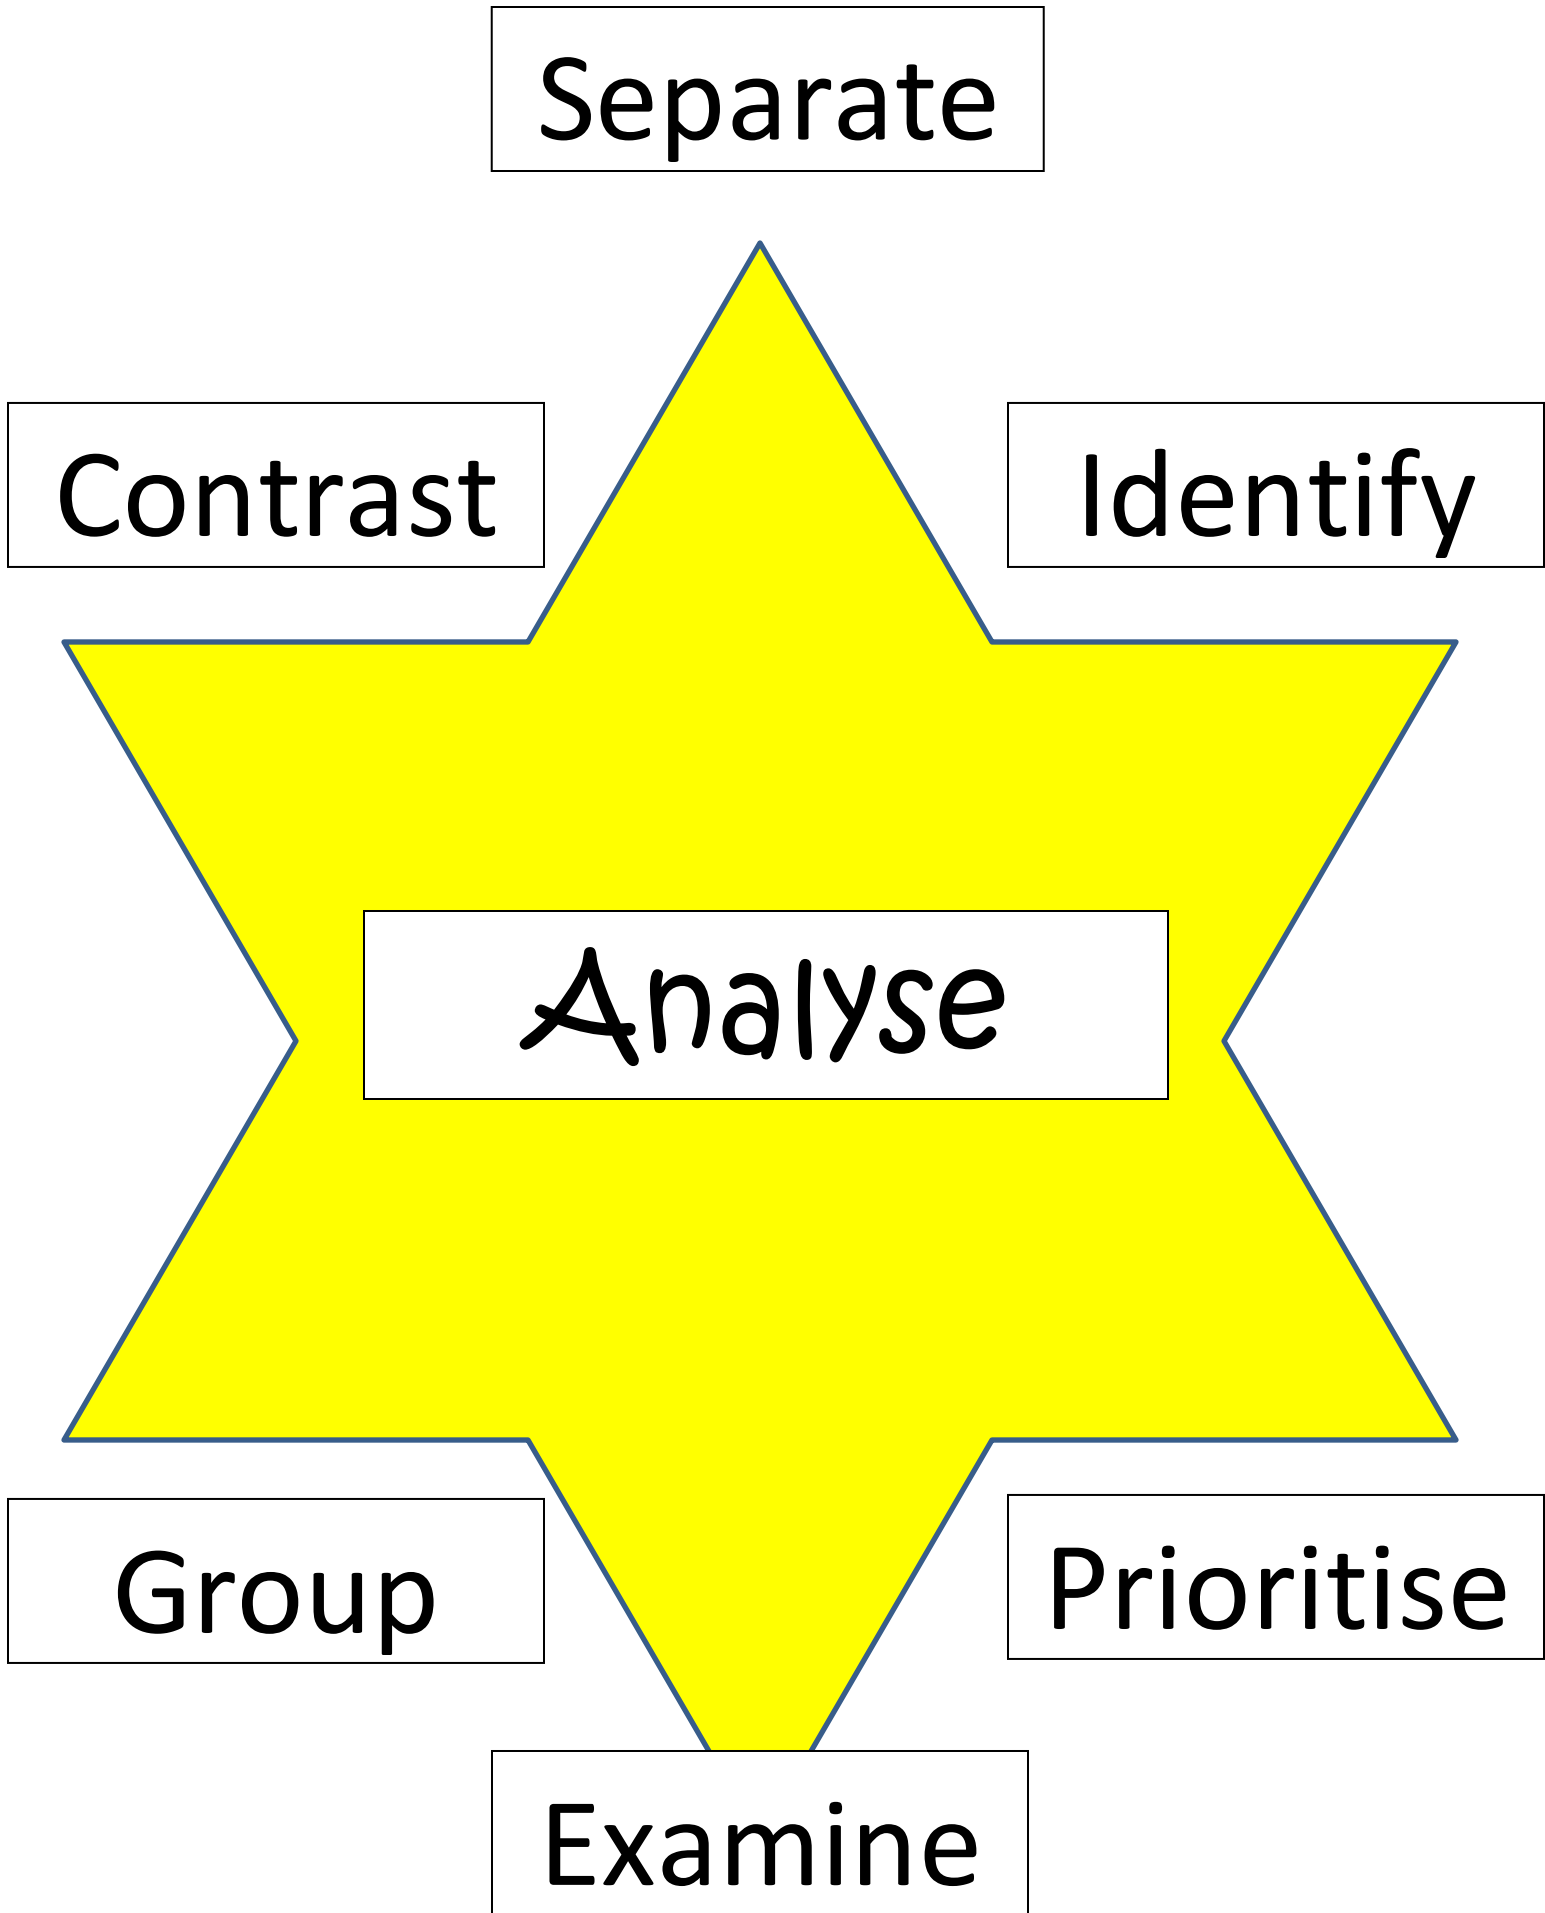 Separate
Contrast
Identify
Analyse
Group
Prioritise
Examine